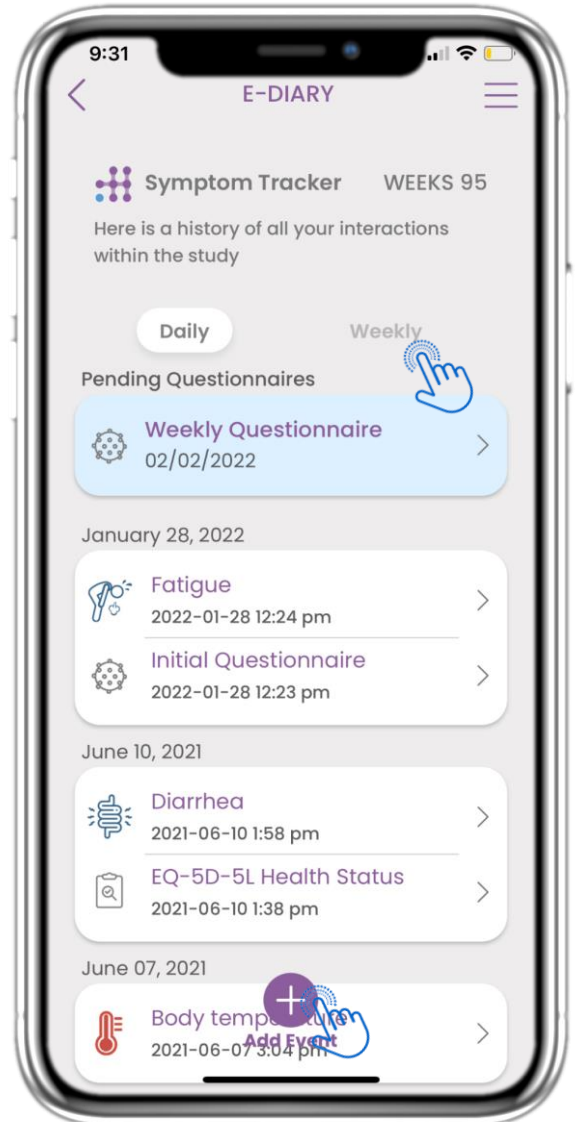 9:31
E-DIARY
Symptom Tracker WEEKS 95
Here is a history of all your interactions
within the study
Daily Weekly
Pending Questionnaires
Weekly Questionnaire
02/02/2022
January 28, 2022
Fatigue
2022-01-28 12:24 pm
Initial Questionnaire
2022-01-28 12:23 pm
June 10, 2021
Diarrhea
2021-06-10 1:58 pm
EQ-5D-5L Health Status
2021-06-10 1:38 pm
June 07, 2021
Body temperature
2021-06-07 3:04 pm
Add Event